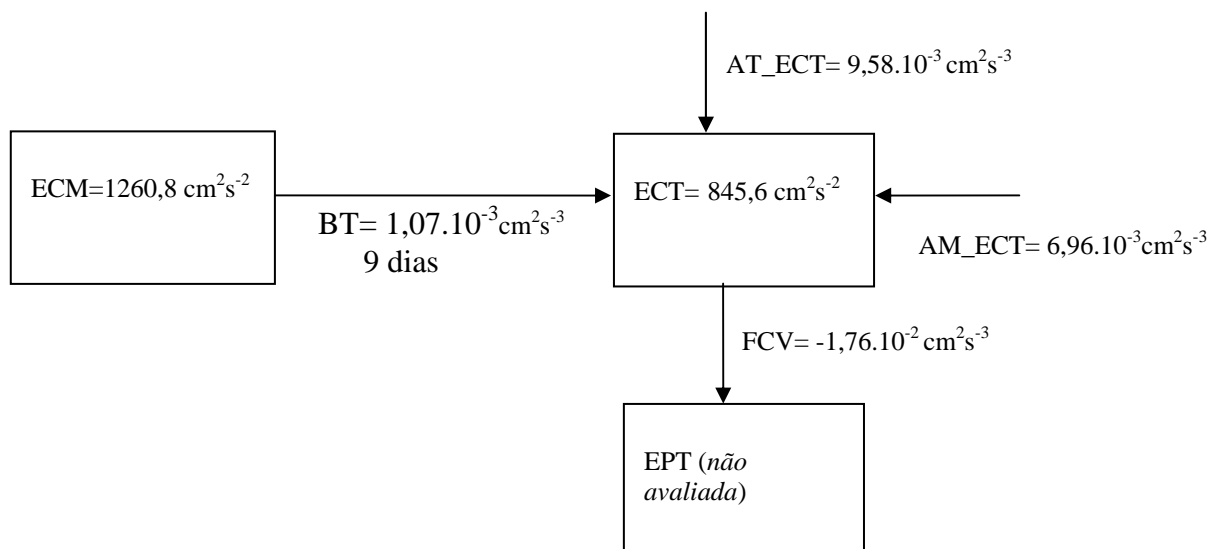 AT_ECT= 9,58.10⁻³ cm²s⁻³
ECM=1260,8 cm²s⁻²
ECT= 845,6 cm²s⁻²
BT= 1,07.10⁻³cm²s⁻³
9 dias
AM_ECT= 6,96.10⁻³cm²s⁻³
FCV= -1,76.10⁻² cm²s⁻³
EPT (não
avaliada)